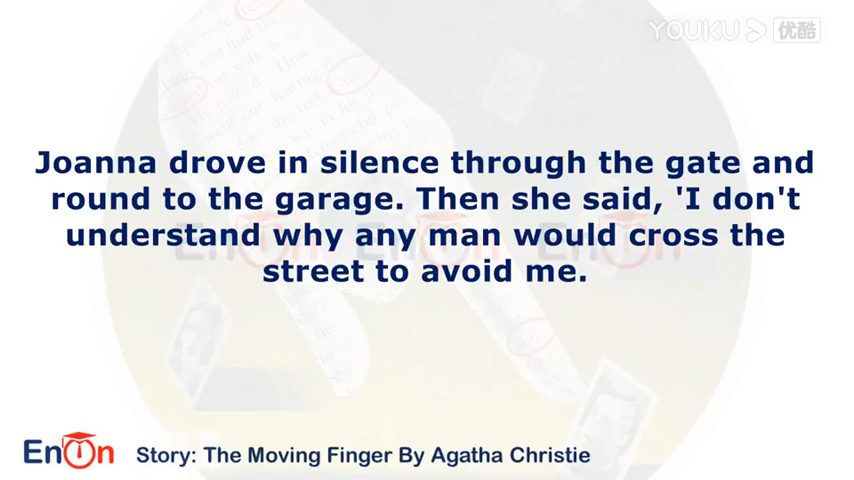 YOUKU 优酷
Joanna drove in silence through the gate and
round to the garage. Then she said, 'I don't
understand why any man would cross the
street to avoid me.
EnOn
Story: The Moving Finger By Agatha Christie